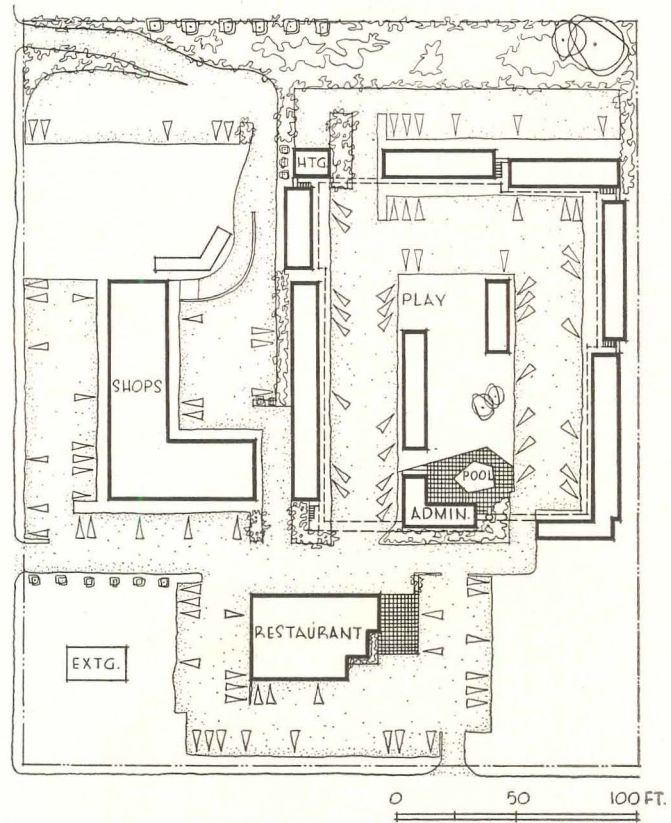 HTG.
PLAY
SHOPS
POOL
ADMIN.
RESTAURANT
EXTG.
0 50 100 FT.